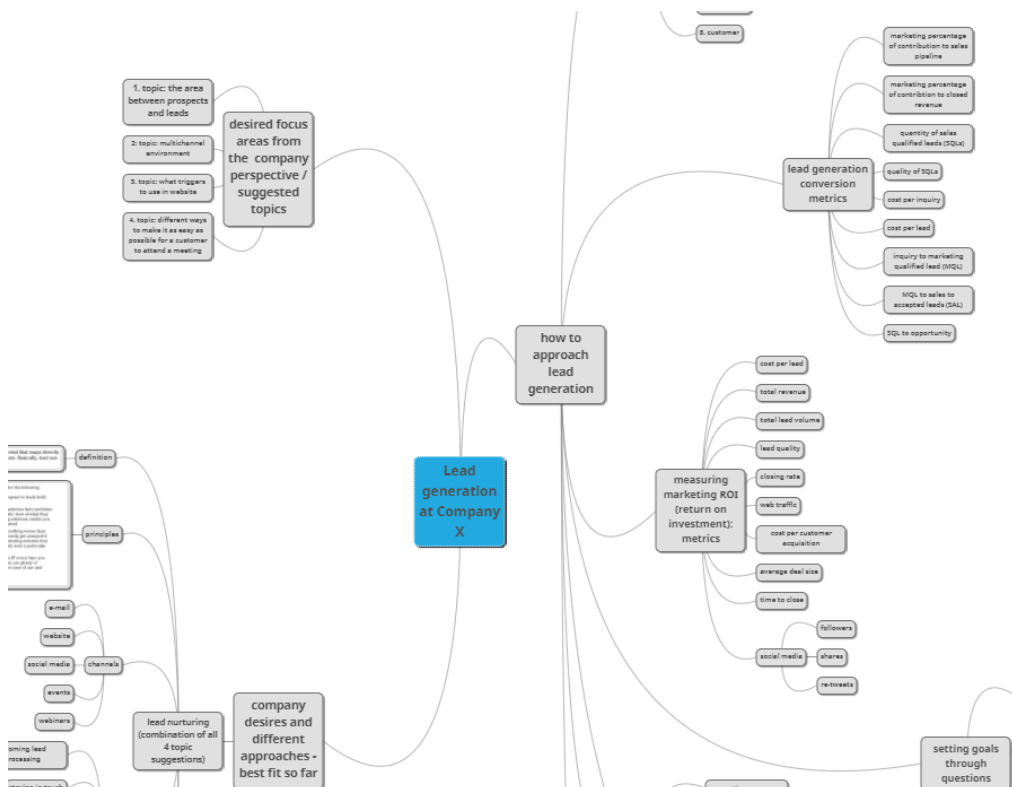 8. customer
marketing percentage
of contribution to sales
pipeline
marketing percentage
of contribtion to closed
revenue
quantity of sales
qualified leads (SQLs)
quality of SQLs
cost per inquiry
cost per lead
inquiry to marketing
qualified lead (MQL)
MQL to sales to
accepted leads (SAL)
SQL to opportunity
lead generation
conversion
metrics
1. topic: the area
between prospects
and leads
2: topic: multichannel
environment
3. topic: what triggers
to use in website
4. topic: different ways
to make it as easy as
possible for a customer
to attend a meeting
desired focus
areas from
the company
perspective /
suggested
topics
how to
approach
lead
generation
Lead
generation
at Company
X
measuring
marketing ROI
(return on
investment):
metrics
cost per lead
total revenue
total lead volume
lead quality
closing rate
web traffic
cost per customer
acquisition
average deal size
time to close
social media
followers
shares
re-tweets
definition
principles
e-mail
website
social media
events
webinars
channels
lead nurturing
(combination of all
4 topic
suggestions)
company
desires and
different
approaches -
best fit so far
setting goals
through
questions